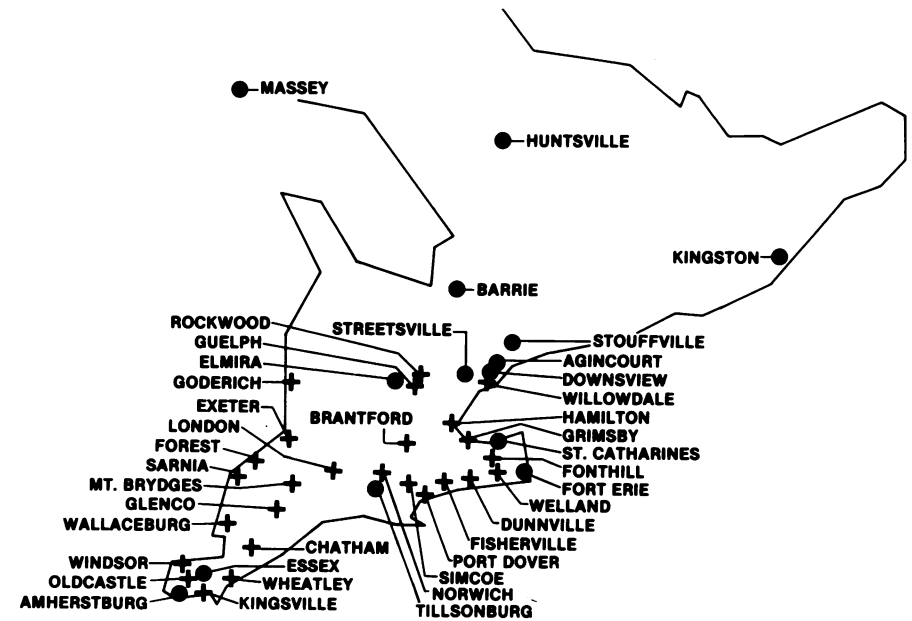 MASSEY
HUNTSVILLE
KINGSTON
BARRIE
ROCKWOOD
STREETSVILLE
STOUFFVILLE
GUELPH
ELMIRA
AGINCOURT
GODERICH
DOWNSVIEW
WILLOWDALE
EXETER
BRANTFORD
HAMILTON
LONDON
GRIMSBY
FOREST
ST. CATHARINES
SARNIA
FONTHILL
MT. BRYDGES
FORT ERIE
GLENCO
WELLAND
WALLACEBURG
DUNNVILLE
CHATHAM
FISHERVILLE
WINDSOR
ESSEX
PORT DOVER
OLDCASTLE
WHEATLEY
SIMCOE
AMHERSTBURG
KINGSVILLE
NORWICH
TILLSONBURG